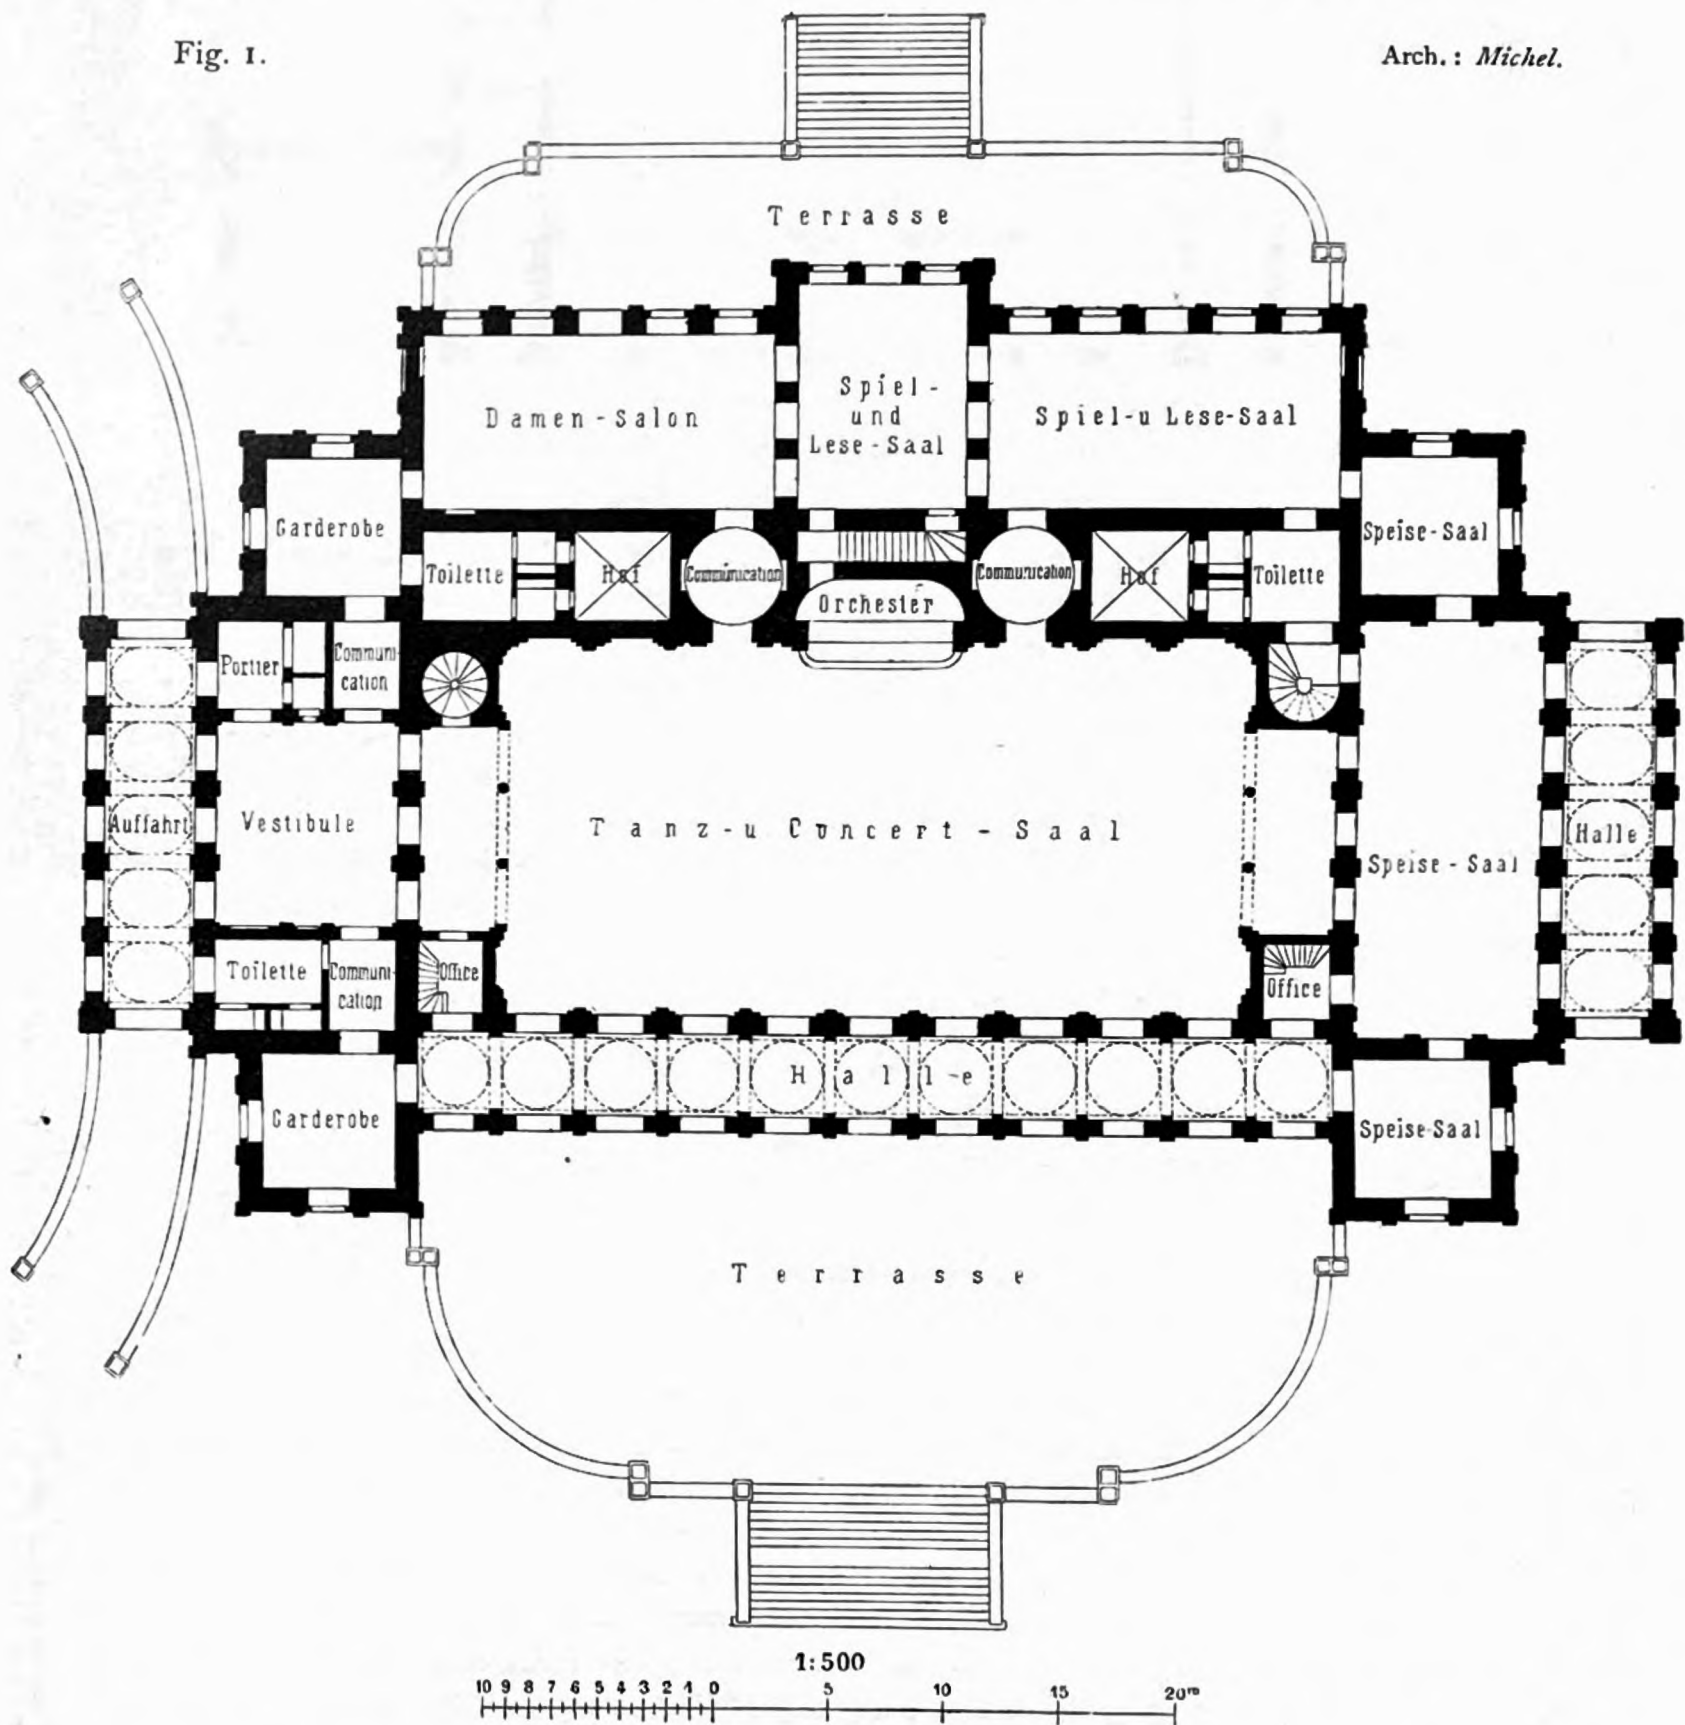 Fig. 1.
Arch.: Michel.
Terrasse
Damen-Salon
Spiel-
und
Lese-Saal
Spiel-u Lese-Saal
Garderobe
Speise-Saal
Toilette
Hof
Communication
Orchester
Communication
Hof
Toilette
Portier
Communi-
cation
Auffahrt
Vestibule
Tanz-u Concert-Saal
Speise-Saal
Halle
Toilette
Communi-
cation
Office
Office
Halle
Garderobe
Speise-Saal
Terrasse
1:500
10 9 8 7 6 5 4 3 2 1 0 5 10 15 20m